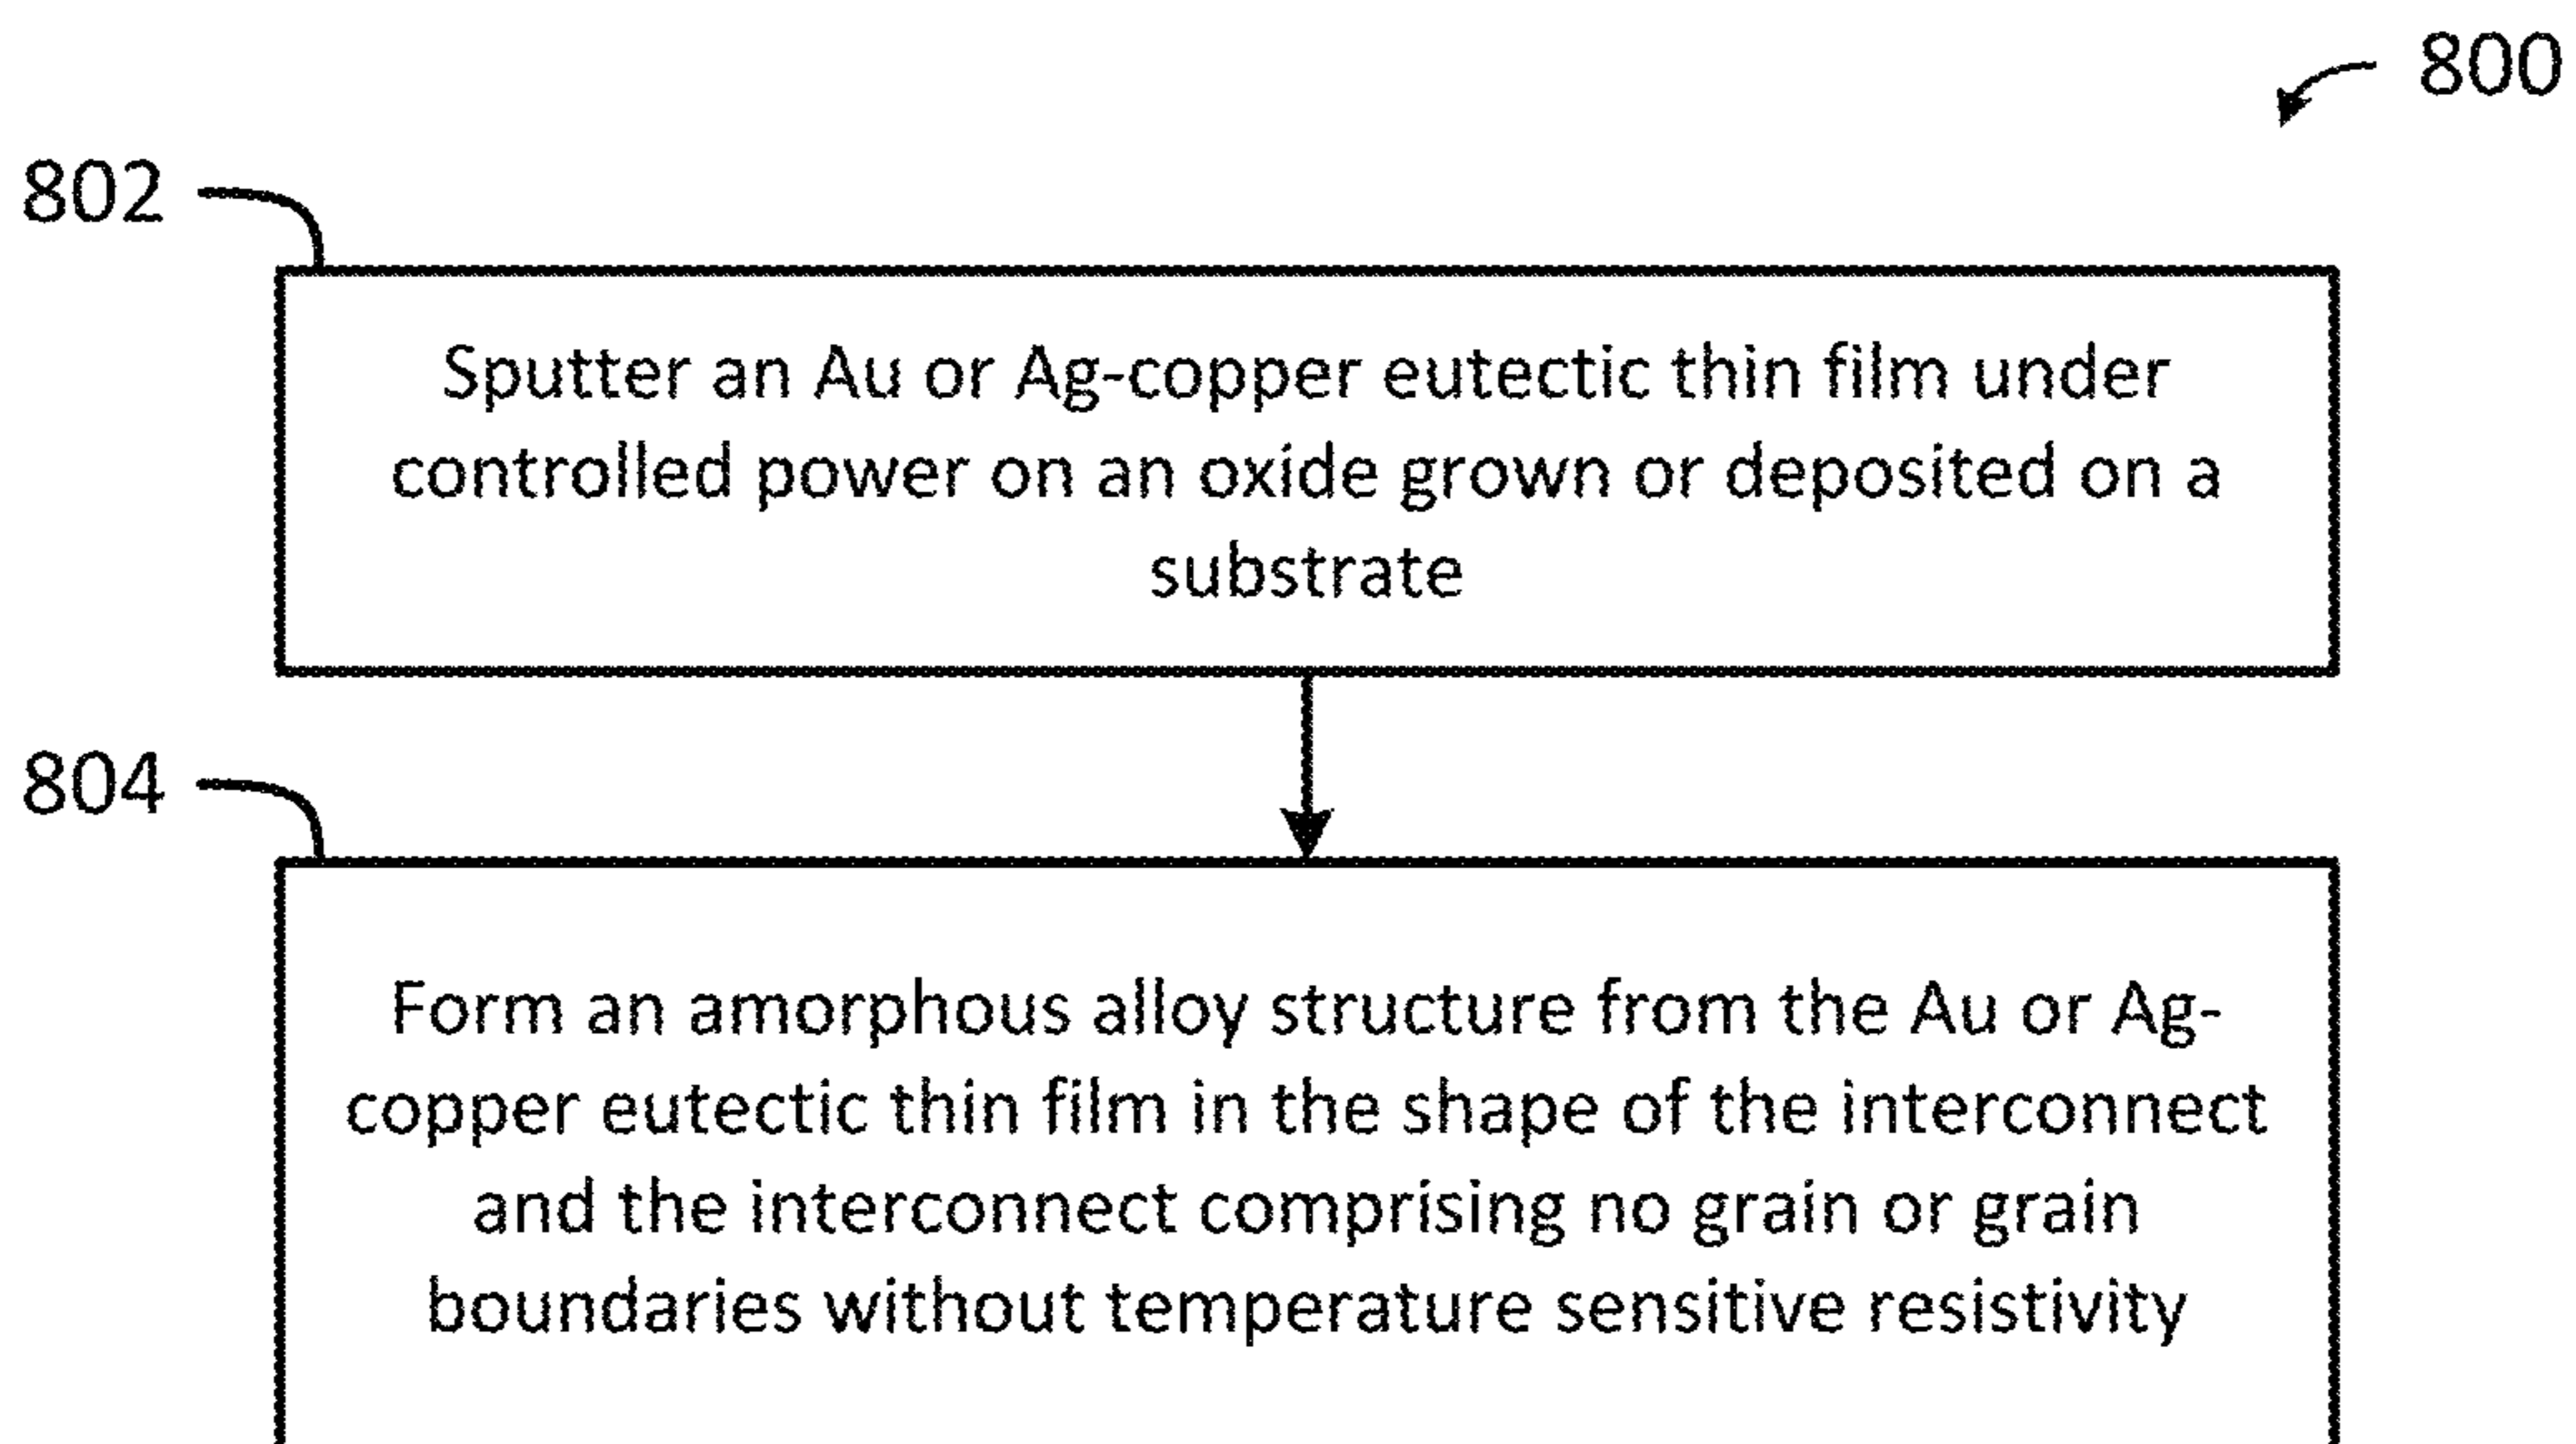 800
802
Sputter an Au or Ag-copper eutectic thin film under
controlled power on an oxide grown or deposited on a
substrate
804
Form an amorphous alloy structure from the Au or Ag-
copper eutectic thin film in the shape of the interconnect
and the interconnect comprising no grain or grain
boundaries without temperature sensitive resistivity